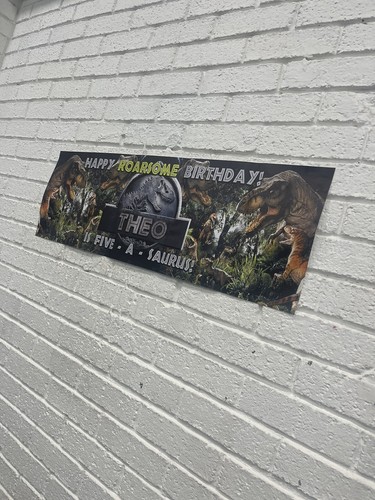 HAPPY ROARSOME BIRTHDAY!
THEO
IS FIVE - A - SAURUS!